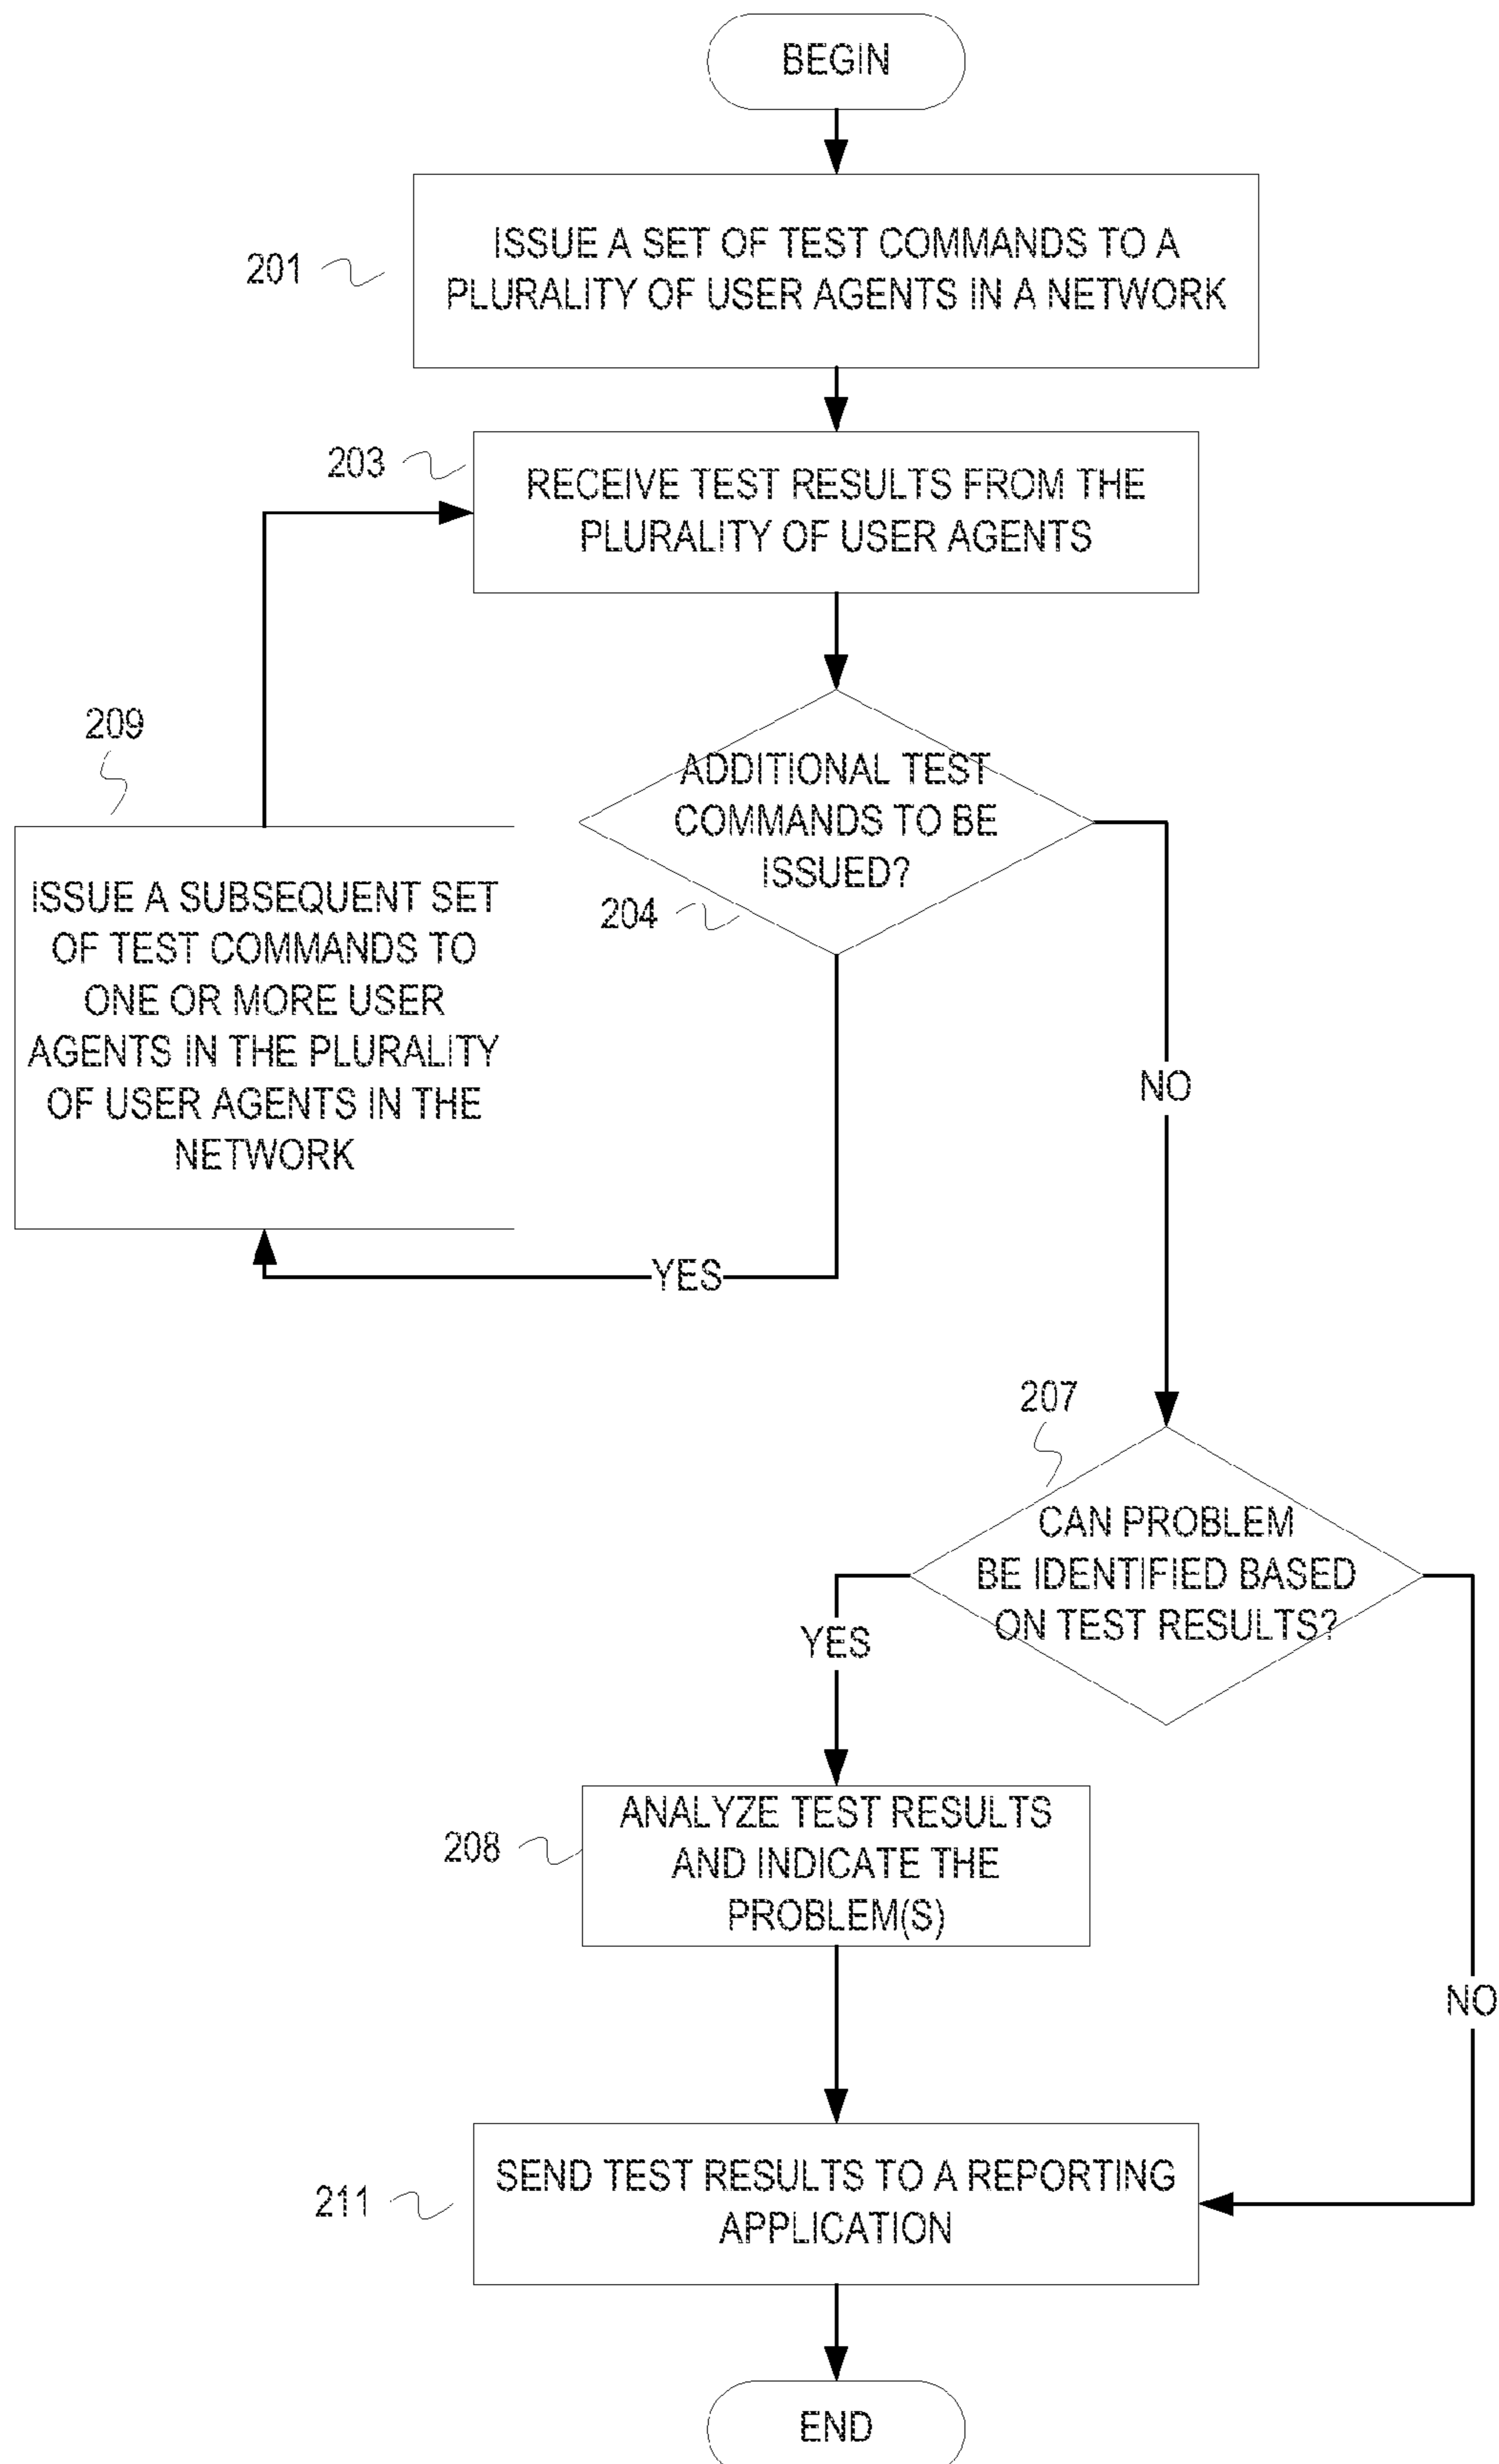 BEGIN
201
ISSUE A SET OF TEST COMMANDS TO A
PLURALITY OF USER AGENTS IN A NETWORK
203
RECEIVE TEST RESULTS FROM THE
PLURALITY OF USER AGENTS
209
ADDITIONAL TEST
COMMANDS TO BE
ISSUED?
204
ISSUE A SUBSEQUENT SET
OF TEST COMMANDS TO
ONE OR MORE USER
AGENTS IN THE PLURALITY
OF USER AGENTS IN THE
NETWORK
NO
YES
207
CAN PROBLEM
BE IDENTIFIED BASED
ON TEST RESULTS?
YES
208
ANALYZE TEST RESULTS
AND INDICATE THE
PROBLEM(S)
NO
211
SEND TEST RESULTS TO A REPORTING
APPLICATION
END